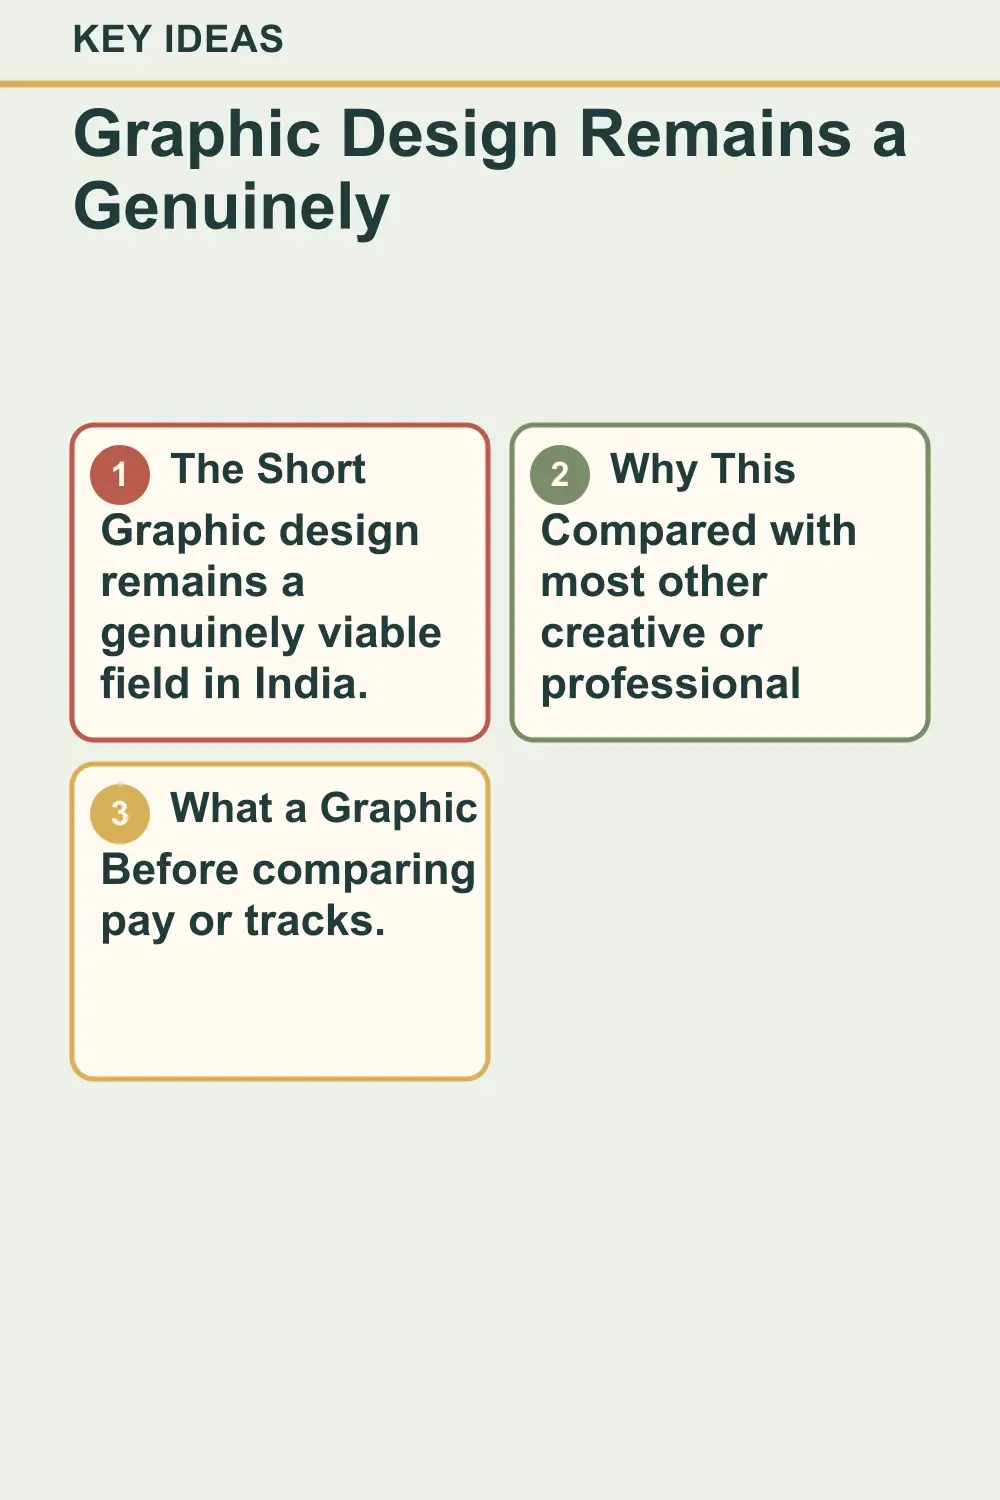 KEY IDEAS
Graphic Design Remains a
Genuinely
1 The Short
Graphic design
remains a
genuinely viable
field in India.
2 Why This
Compared with
most other
creative or
professional
3 What a Graphic
Before comparing
pay or tracks.